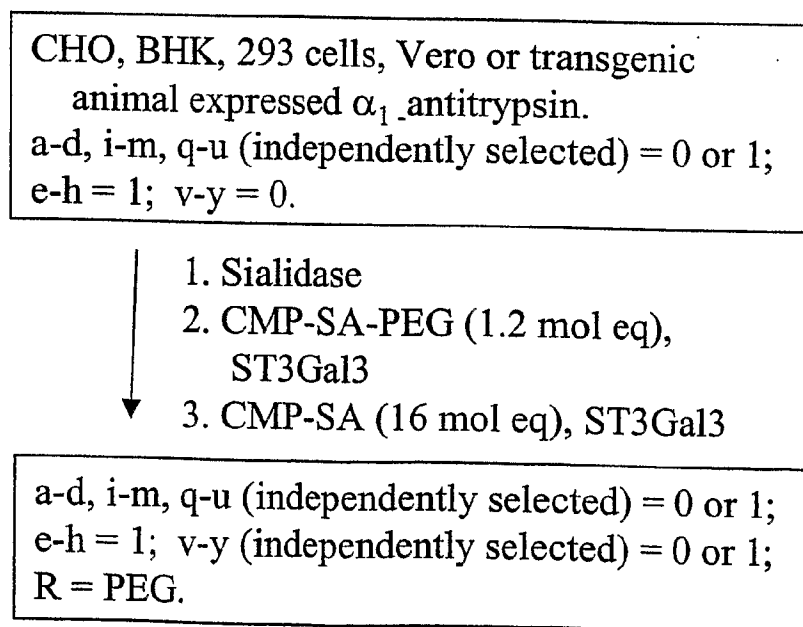 CHO, BHK, 293 cells, Vero or transgenic
animal expressed α₁ antitrypsin.
a-d, i-m, q-u (independently selected) = 0 or 1;
e-h = 1; v-y = 0.
1. Sialidase
2. CMP-SA-PEG (1.2 mol eq),
ST3Gal3
3. CMP-SA (16 mol eq), ST3Gal3
a-d, i-m, q-u (independently selected) = 0 or 1;
e-h = 1; v-y (independently selected) = 0 or 1;
R = PEG.